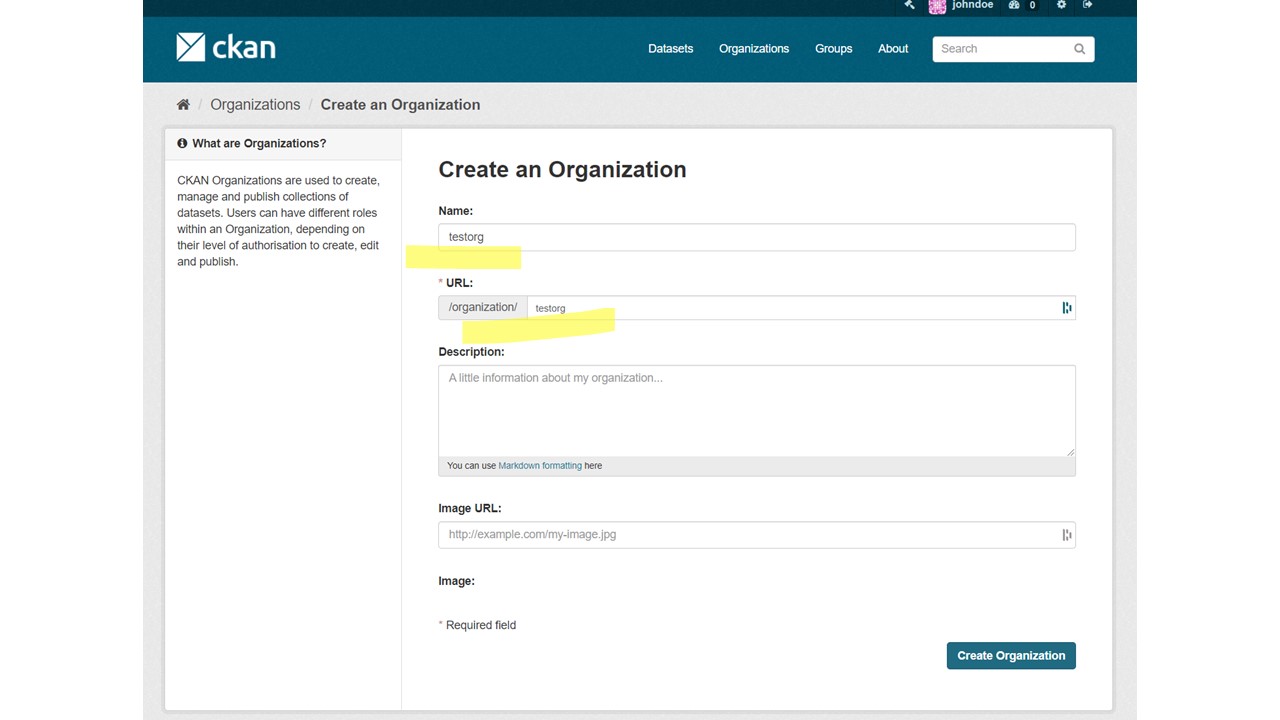 johndoe 0
ckan Datasets Organizations Groups About Search
/ Organizations / Create an Organization
What are Organizations?
CKAN Organizations are used to create,
manage and publish collections of
datasets. Users can have different roles
within an Organization, depending on
their level of authorisation to create, edit
and publish.
Create an Organization
Name:
testorg
* URL:
/organization/ testorg
Description:
A little information about my organization...
You can use Markdown formatting here
Image URL:
http://example.com/my-image.jpg
Image:
* Required field
Create Organization